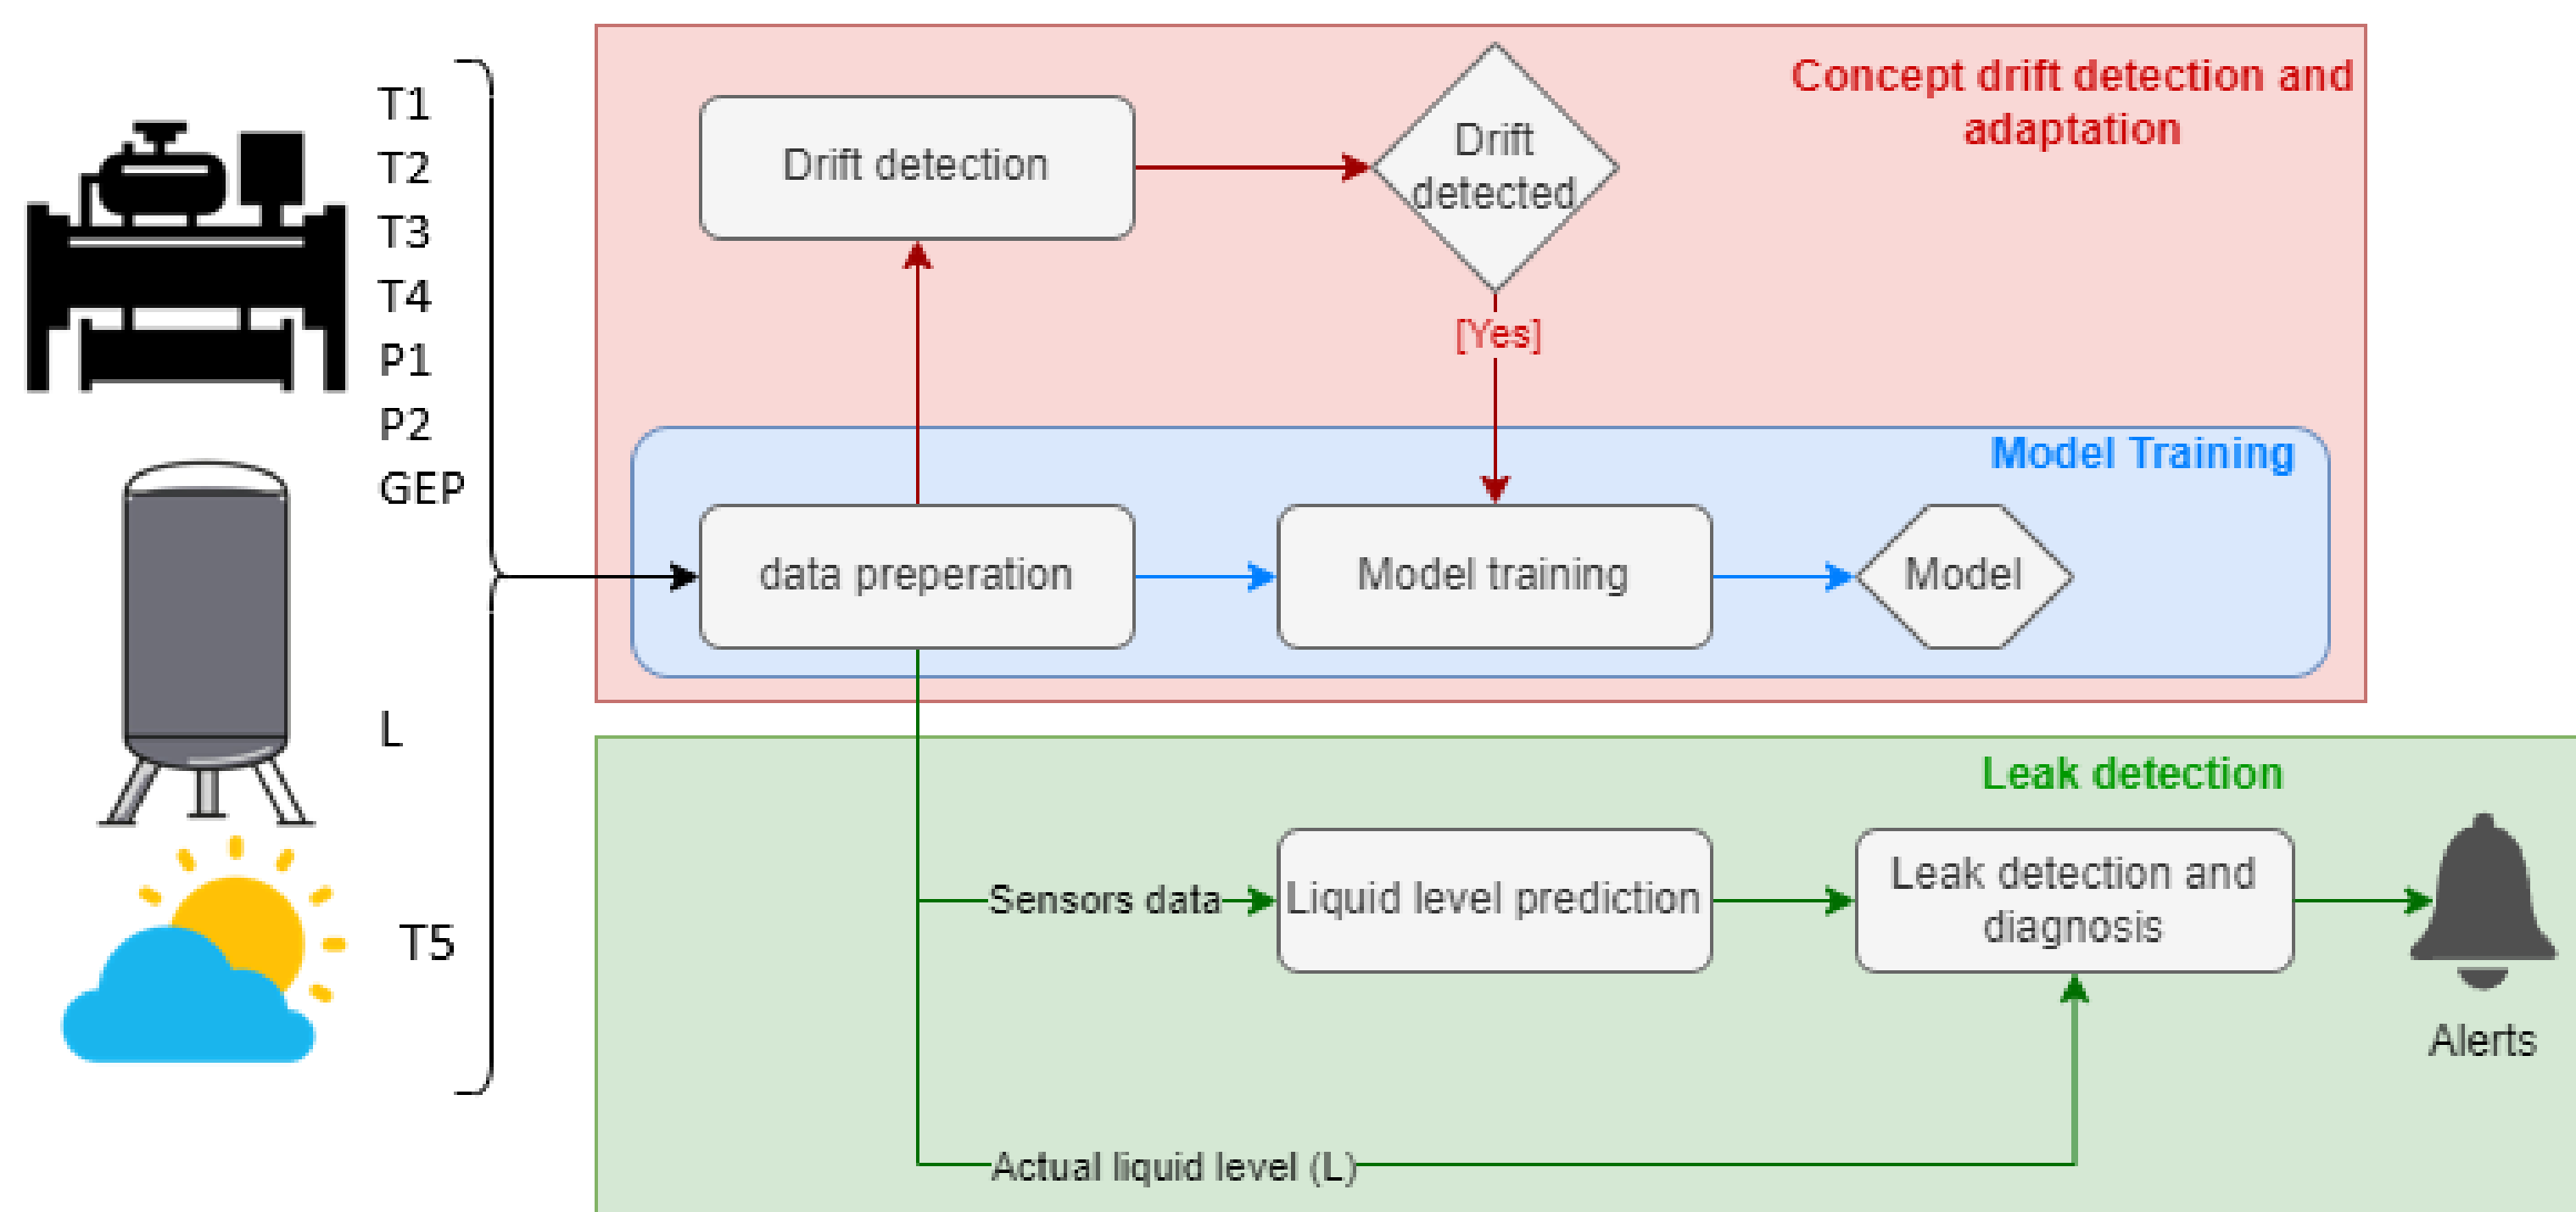 T1
T2
T3
T4
P1
P2
GEP
L
T5
Concept drift detection and
adaptation
Drift detection
Drift
detected
[Yes]
Model Training
data preperation
Model training
Model
Leak detection
Sensors data
Liquid level prediction
Leak detection and
diagnosis
Alerts
Actual liquid level (L)